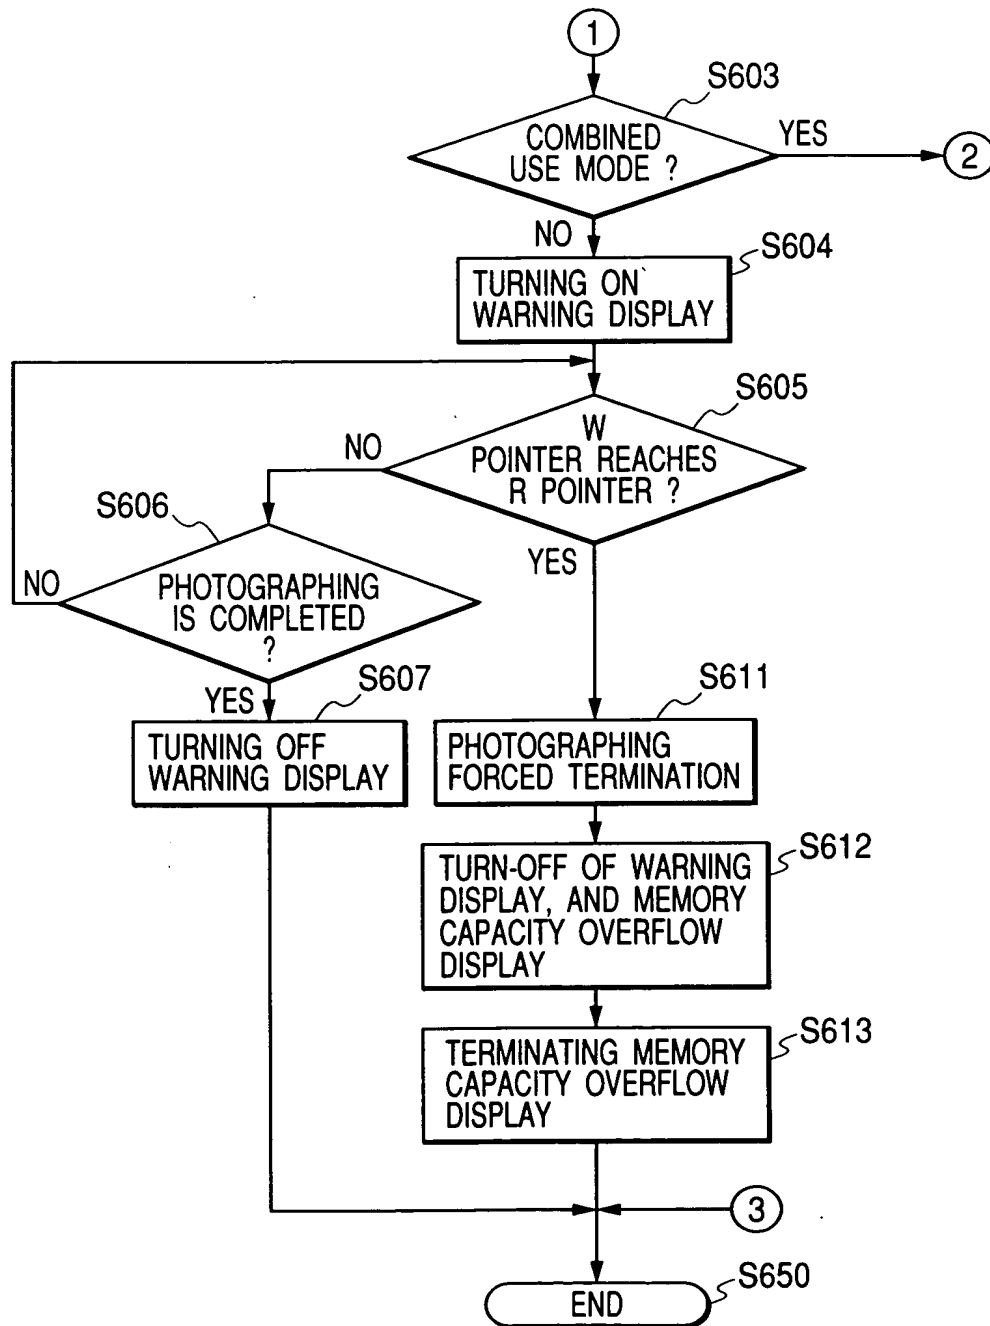 1
S603
COMBINED
USE MODE ?
YES
2
NO
S604
TURNING ON
WARNING DISPLAY
S605
W
POINTER REACHES
R POINTER ?
NO
YES
S606
PHOTOGRAPHING
IS COMPLETED
?
NO
YES
S607
TURNING OFF
WARNING DISPLAY
S611
PHOTOGRAPHING
FORCED TERMINATION
S612
TURN-OFF OF WARNING
DISPLAY, AND MEMORY
CAPACITY OVERFLOW
DISPLAY
S613
TERMINATING MEMORY
CAPACITY OVERFLOW
DISPLAY
3
S650
END